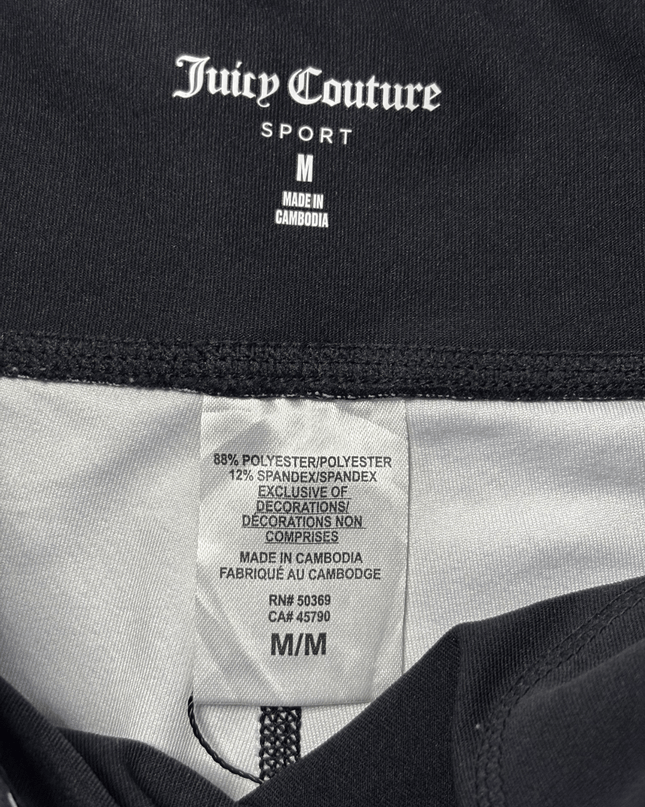 Juicy Couture
SPORT
M
MADE IN
CAMBODIA
88% POLYESTER/POLYESTER
12% SPANDEX/SPANDEX
EXCLUSIVE OF
DECORATIONS/
DÉCORATIONS NON
COMPRISES
MADE IN CAMBODIA
FABRIQUÉ AU CAMBODGE
RN# 50369
CA# 45790
M/M